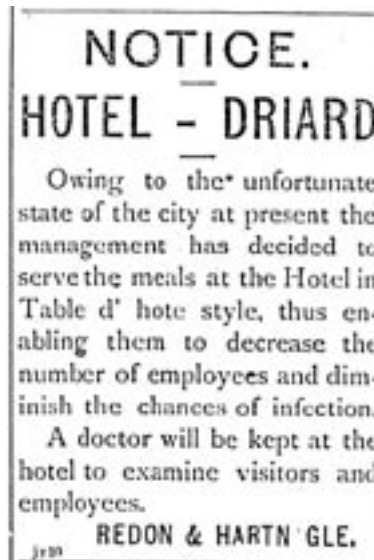 NOTICE.
HOTEL - DRIARD
Owing to the unfortunate
state of the city at present the
management has decided to
serve the meals at the Hotel in
Table d' hote style, thus en-
abling them to decrease the
number of employees and dim-
inish the chances of infection.
A doctor will be kept at the
hotel to examine visitors and
employees.
REDON & HARTN GLE.